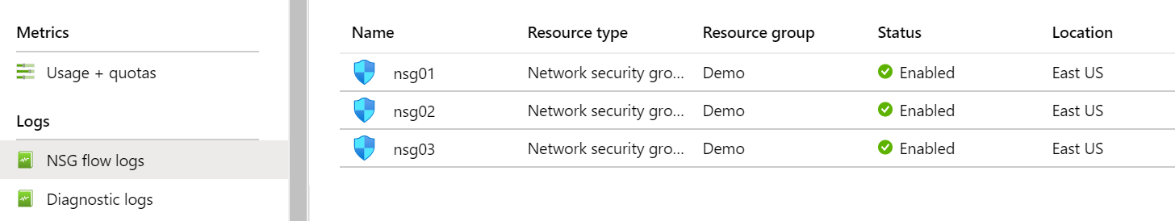 Metrics
Usage + quotas
Logs
NSG flow logs
Diagnostic logs
Name Resource type Resource group Status Location
nsg01 Network security gro... Demo Enabled East US
nsg02 Network security gro... Demo Enabled East US
nsg03 Network security gro... Demo Enabled East US